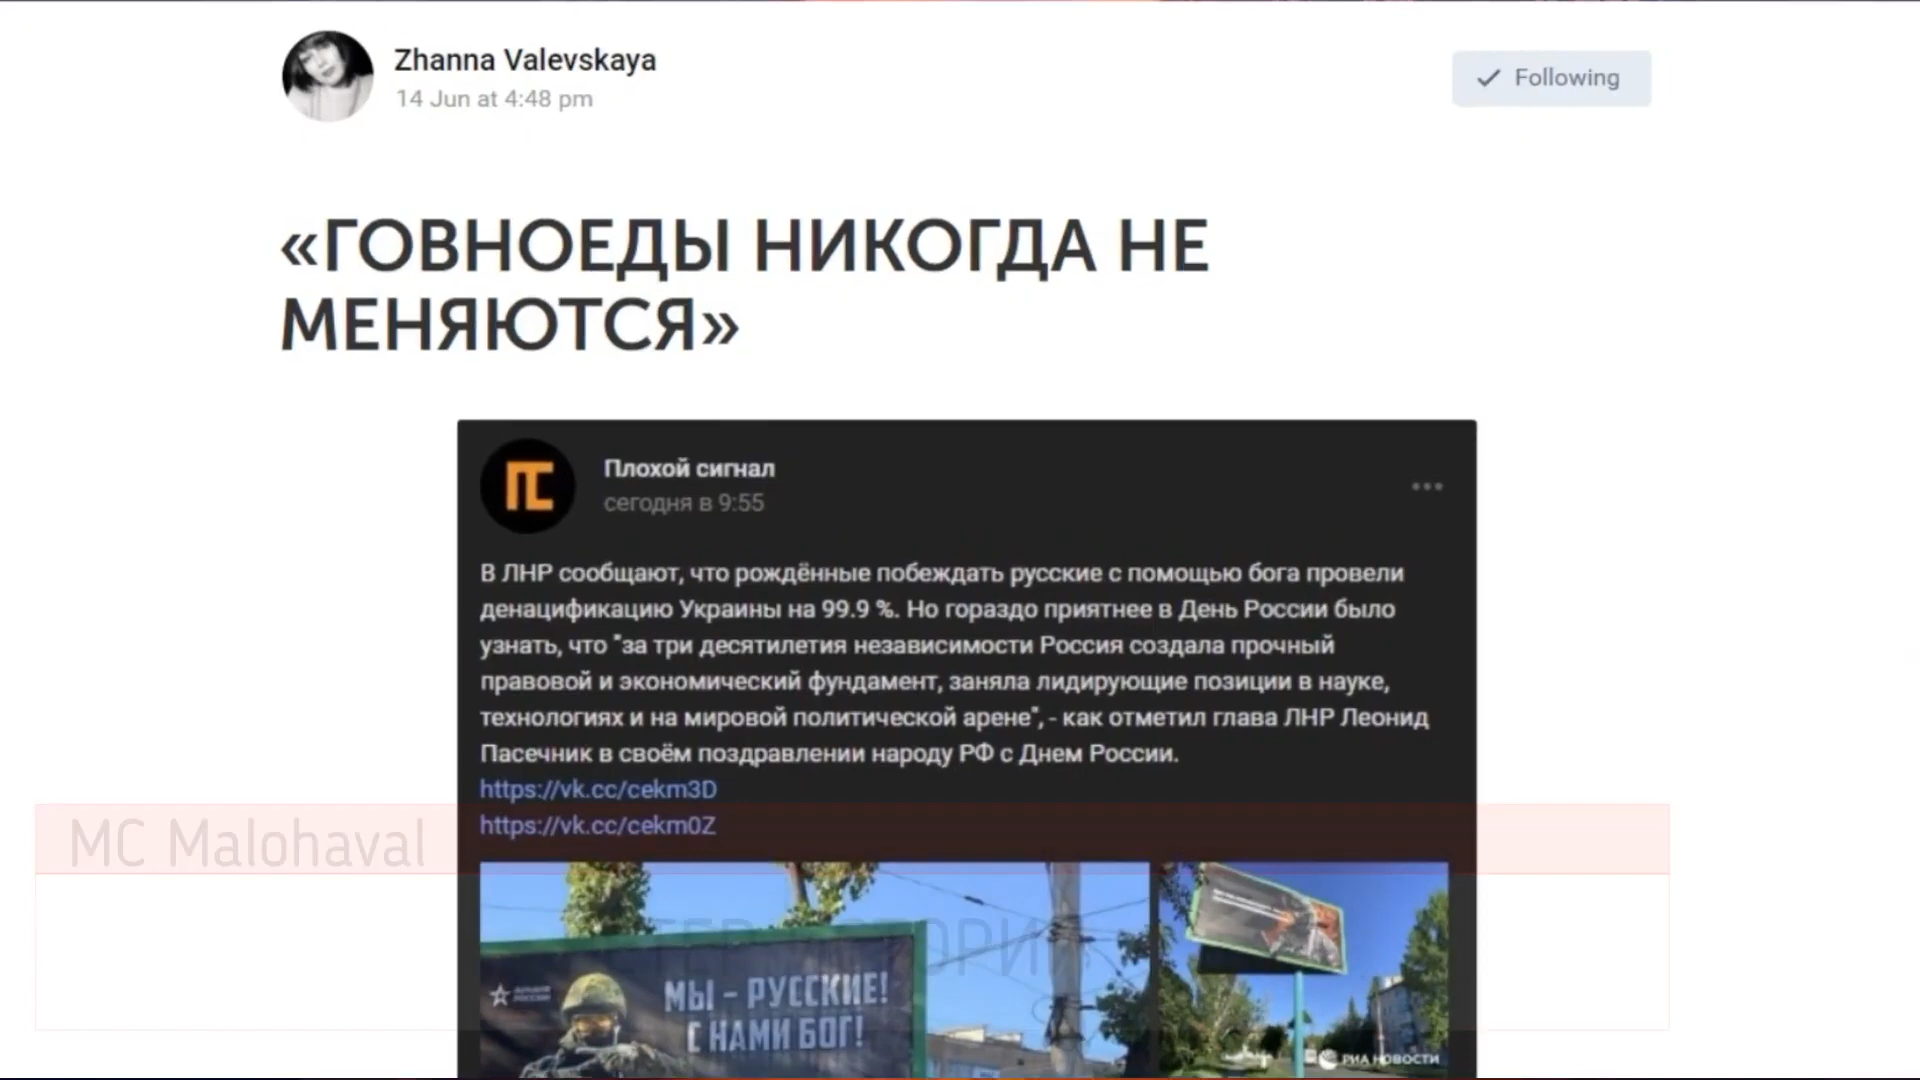 Zhanna Valevskaya
14 Jun at 4:48 pm
Following
«ГОВНОЕДЫ НИКОГДА НЕ
МЕНЯЮТСЯ»
Плохой сигнал
сегодня в 9:55
В ЛНР сообщают, что рождённые побеждать русские с помощью бога провели
денацификацию Украины на 99.9 %. Но гораздо приятнее в День России было
узнать, что "за три десятилетия независимости Россия создала прочный
правовой и экономический фундамент, заняла лидирующие позиции в науке,
технологиях и на мировой политической арене", - как отметил глава ЛНР Леонид
Пасечник в своём поздравлении народу РФ с Днем России.
https://vk.cc/cekm3D
https://vk.cc/cekm0Z
MC Malohaval
МЫ - РУССКИЕ!
С НАМИ БОГ!
РИА НОВОСТИ